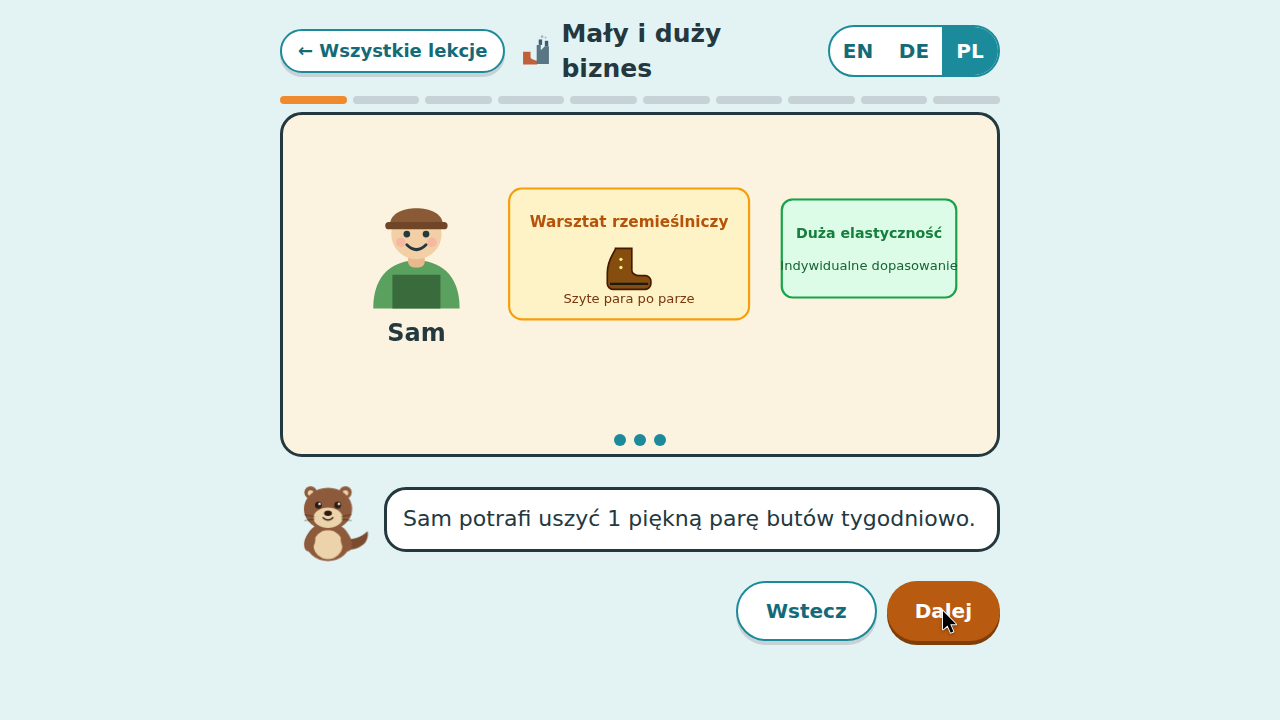 ← Wszystkie lekcje
Mały i duży
biznes
EN DE PL
Warsztat rzemieślniczy
Szyte para po parze
Duża elastyczność
Indywidualne dopasowanie
Sam
Sam potrafi uszyć 1 piękną parę butów tygodniowo.
Wstecz
Dalej